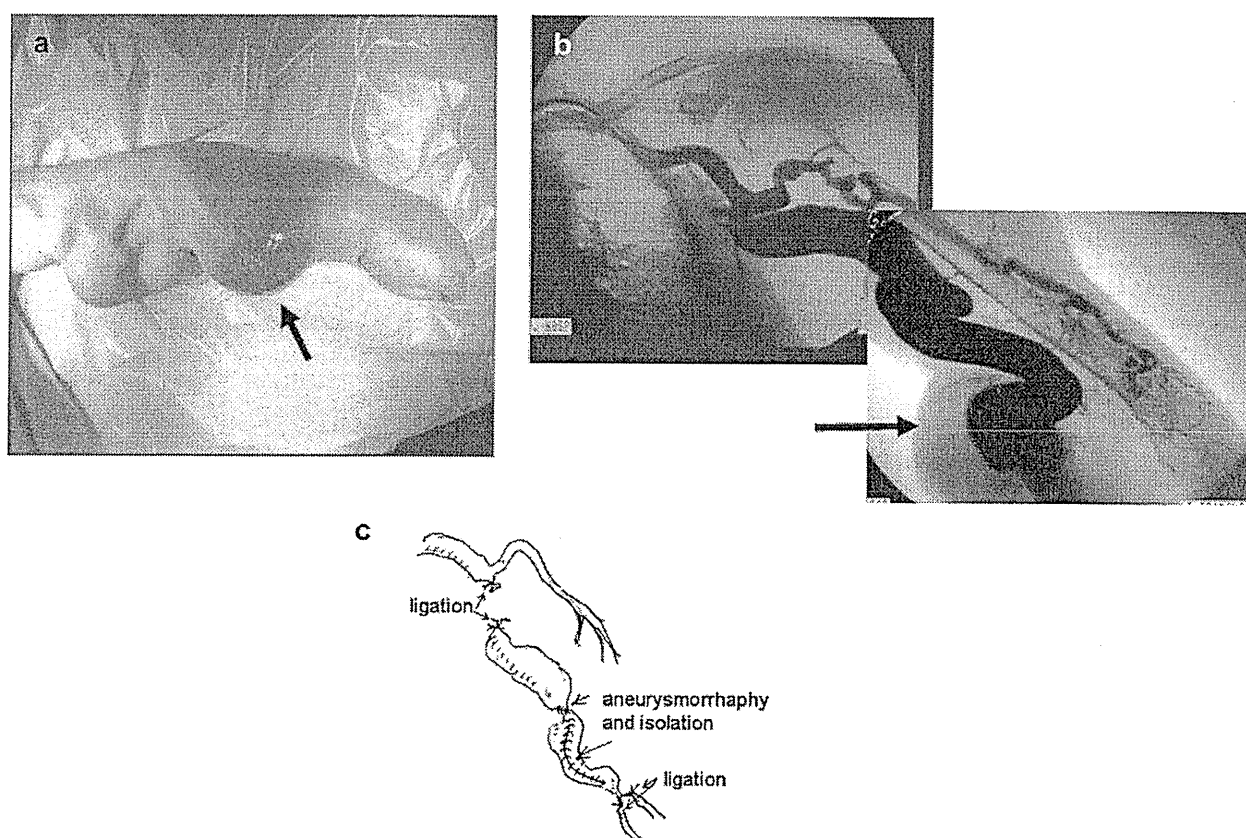 a
b
c
ligation
aneurysmorrhaphy
and isolation
ligation